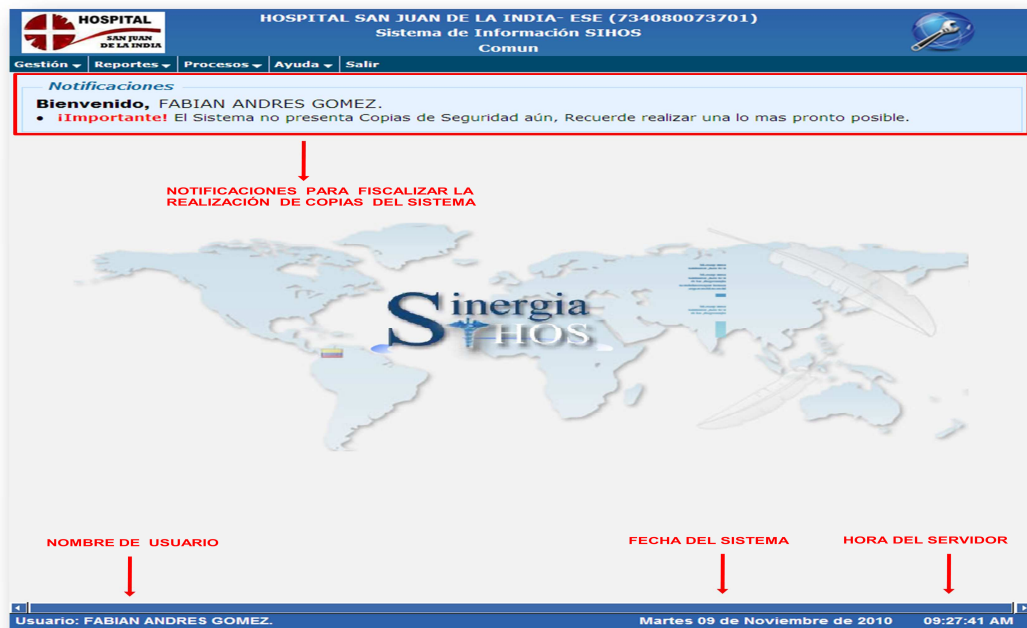 HOSPITAL
SAN JUAN
DE LA INDIA
HOSPITAL SAN JUAN DE LA INDIA- ESE (734080073701)
Sistema de Información SIHOS
Comun
Gestión Reportes Procesos Ayuda Salir
Notificaciones
Bienvenido, FABIAN ANDRES GOMEZ.
• ¡Importante! El Sistema no presenta Copias de Seguridad aún, Recuerde realizar una lo mas pronto posible.
NOTIFICACIONES PARA FISCALIZAR LA
REALIZACIÓN DE COPIAS DEL SISTEMA
Sinergia
SIHOS
NOMBRE DE USUARIO
FECHA DEL SISTEMA
HORA DEL SERVIDOR
Usuario: FABIAN ANDRES GOMEZ.
Martes 09 de Noviembre de 2010
09:27:41 AM